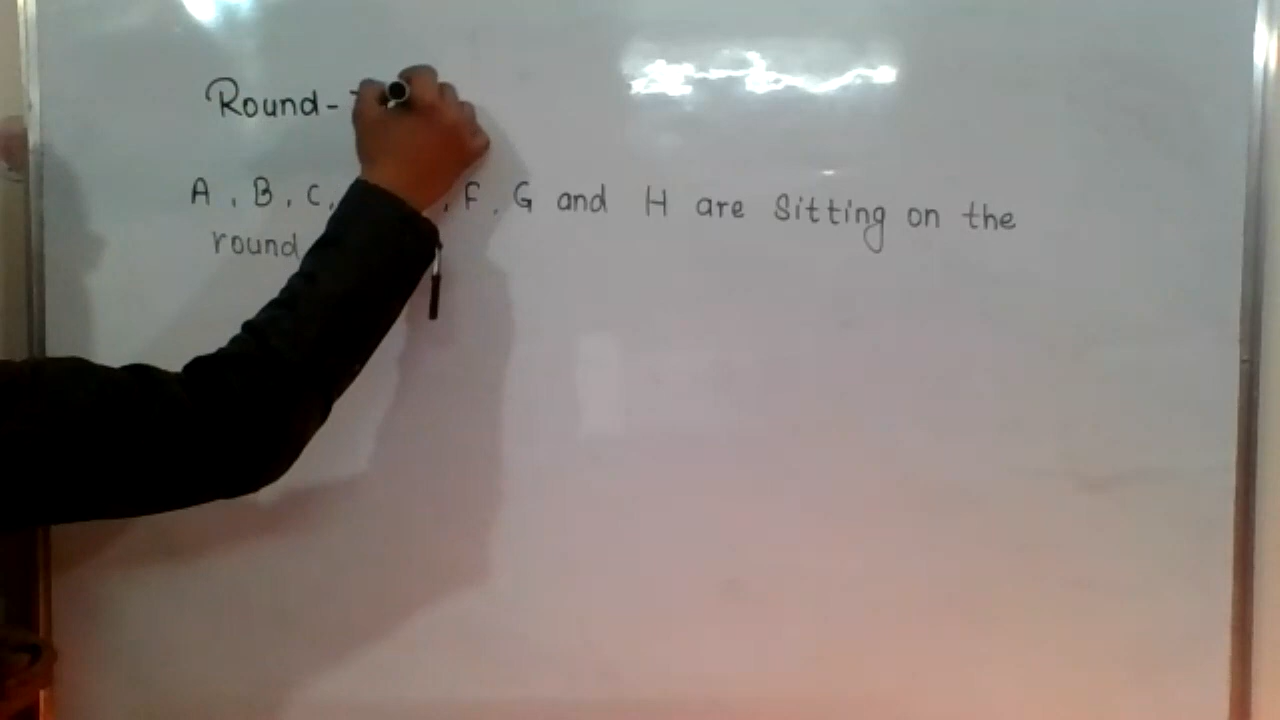 Round-
A, B, C, , F, G and H are Sitting on the
round